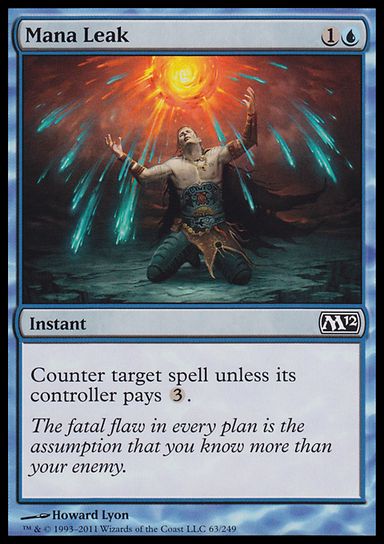 Mana Leak 1
Instant M12
Counter target spell unless its
controller pays 3.
The fatal flaw in every plan is the
assumption that you know more than
your enemy.
Howard Lyon
™ & © 1993–2011 Wizards of the Coast LLC 63/249